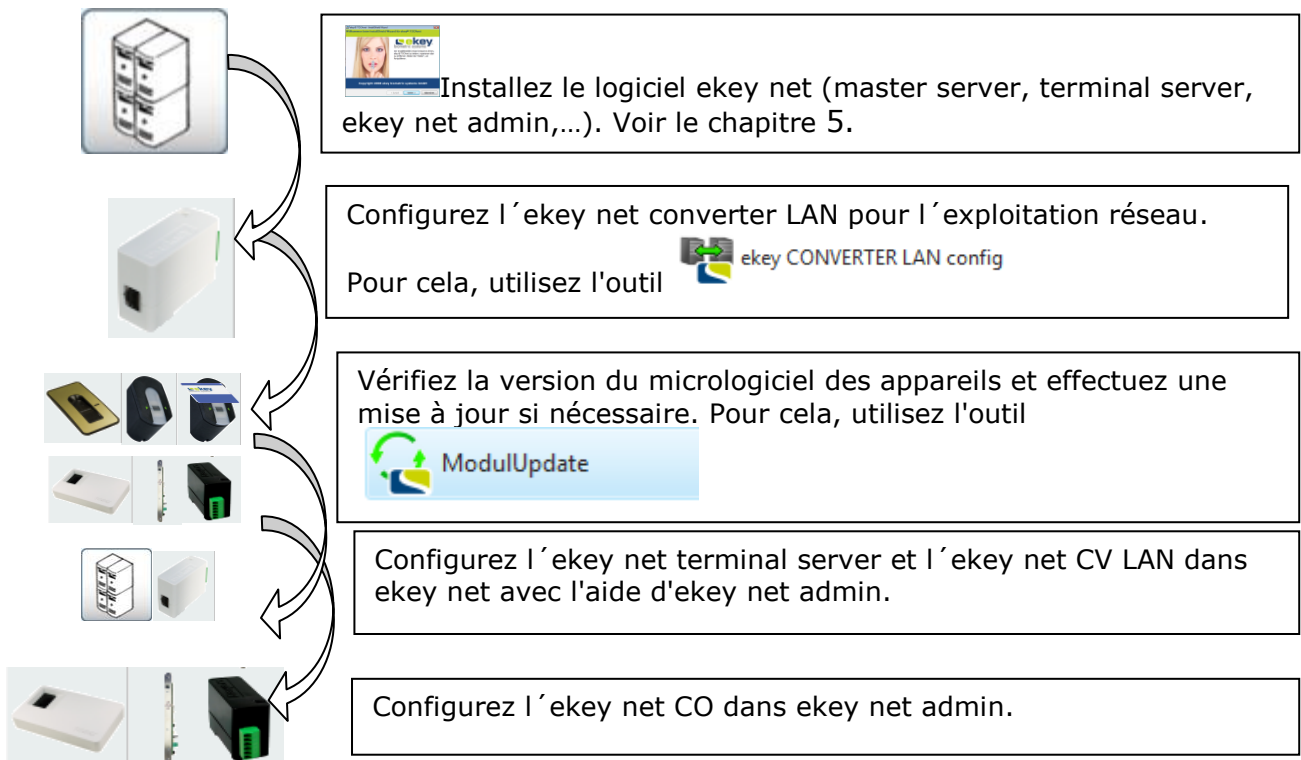 ekey
Installez le logiciel ekey net (master server, terminal server,
ekey net admin,…). Voir le chapitre 5.
Configurez l´ekey net converter LAN pour l´exploitation réseau.
Pour cela, utilisez l'outil
ekey CONVERTER LAN config
Vérifiez la version du micrologiciel des appareils et effectuez une
mise à jour si nécessaire. Pour cela, utilisez l'outil
ModulUpdate
Configurez l´ekey net terminal server et l´ekey net CV LAN dans
ekey net avec l'aide d'ekey net admin.
Configurez l´ekey net CO dans ekey net admin.